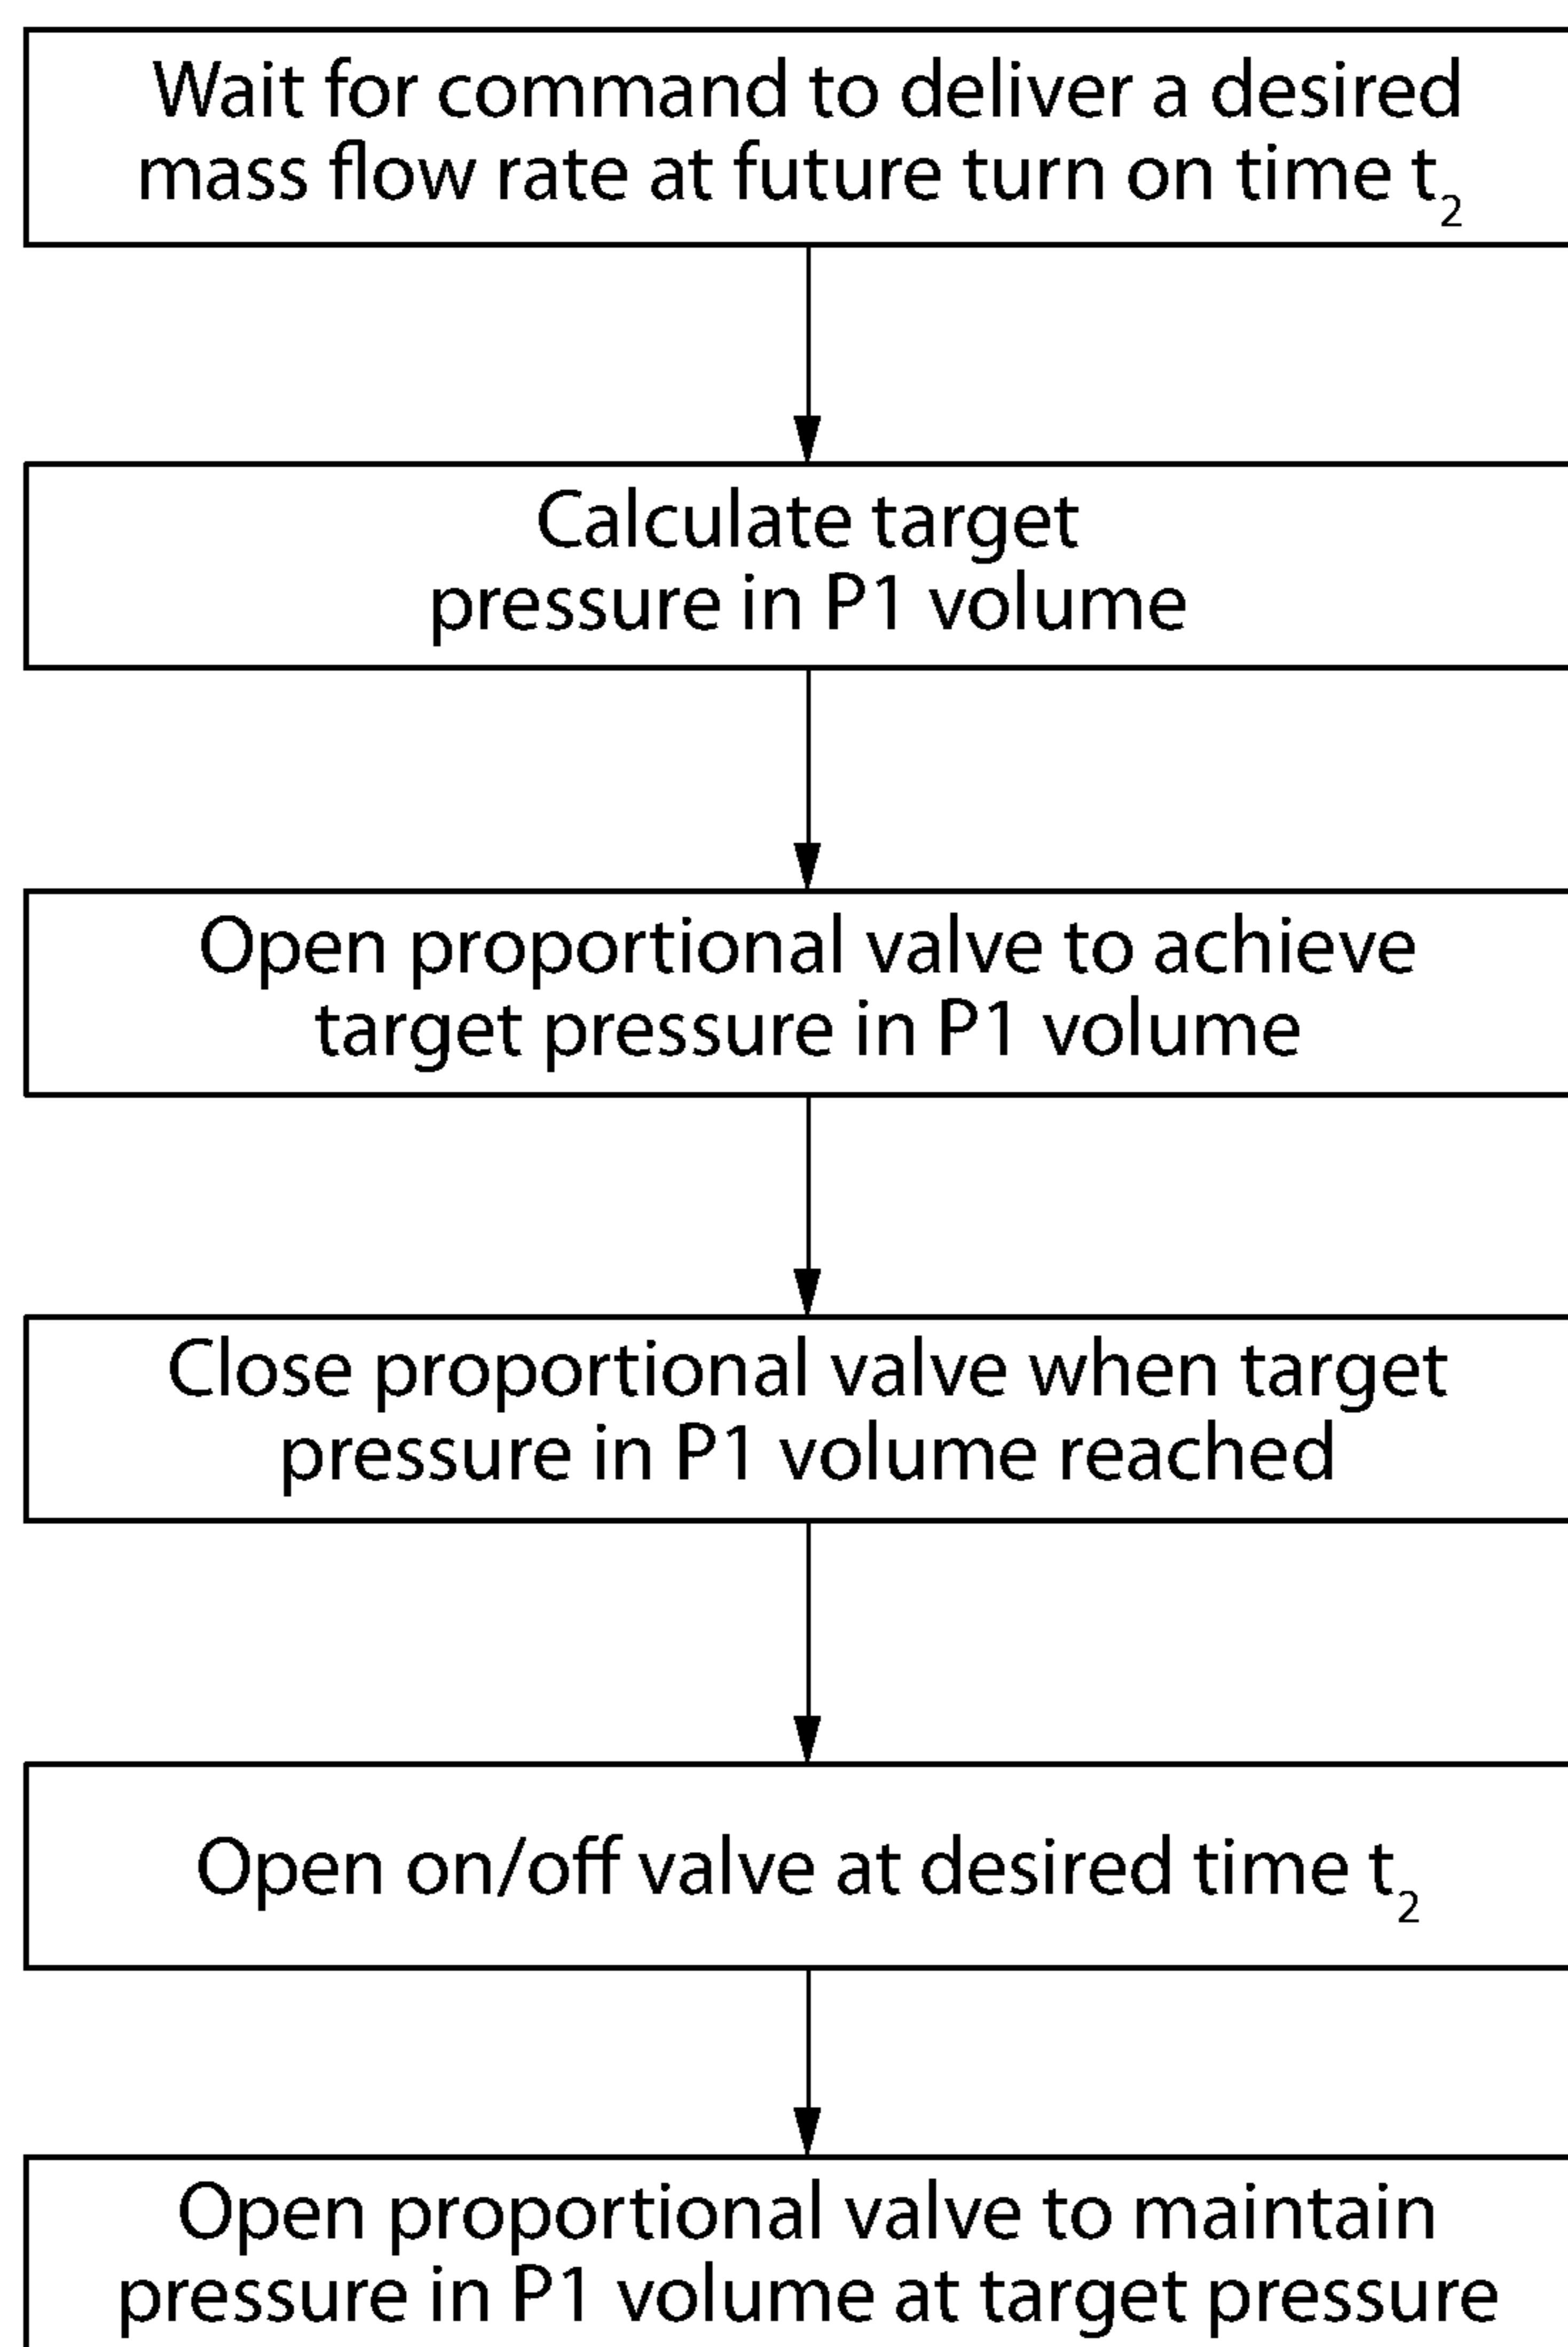 Wait for command to deliver a desired
mass flow rate at future turn on time t₂
Calculate target
pressure in P1 volume
Open proportional valve to achieve
target pressure in P1 volume
Close proportional valve when target
pressure in P1 volume reached
Open on/off valve at desired time t₂
Open proportional valve to maintain
pressure in P1 volume at target pressure